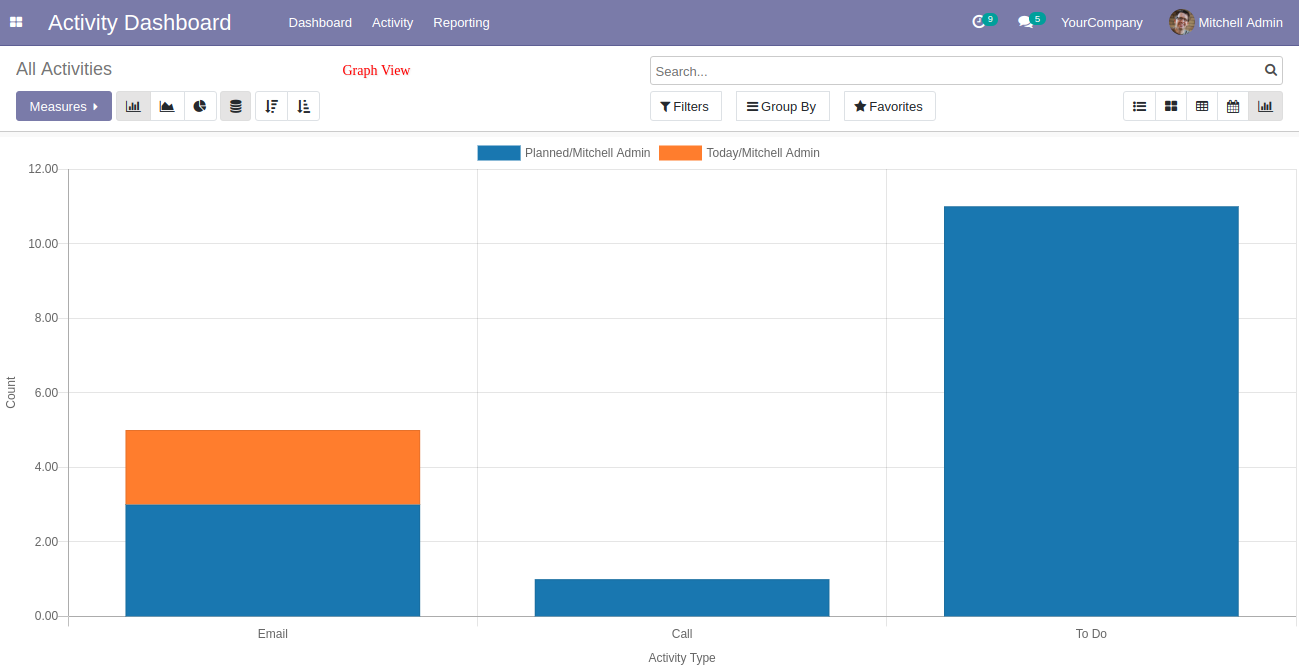 Activity Dashboard Dashboard Activity Reporting 9 5 YourCompany Mitchell Admin
All Activities Graph View Search...
Measures Filters Group By Favorites
Planned/Mitchell Admin Today/Mitchell Admin
12.00
10.00
8.00
6.00
Count
4.00
2.00
0.00
Email Call To Do
Activity Type